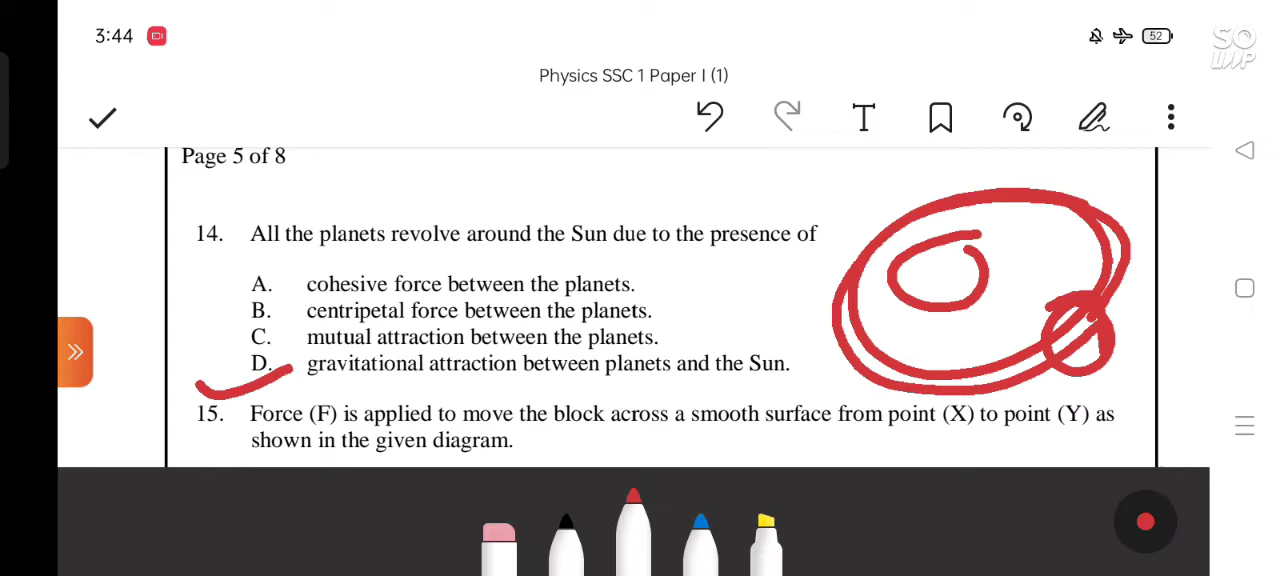 3:44
52
SO
LIVP
Physics SSC 1 Paper I (1)
T
Page 5 of 8
14. All the planets revolve around the Sun due to the presence of
A. cohesive force between the planets.
B. centripetal force between the planets.
C. mutual attraction between the planets.
D. gravitational attraction between planets and the Sun.
15. Force (F) is applied to move the block across a smooth surface from point (X) to point (Y) as
shown in the given diagram.